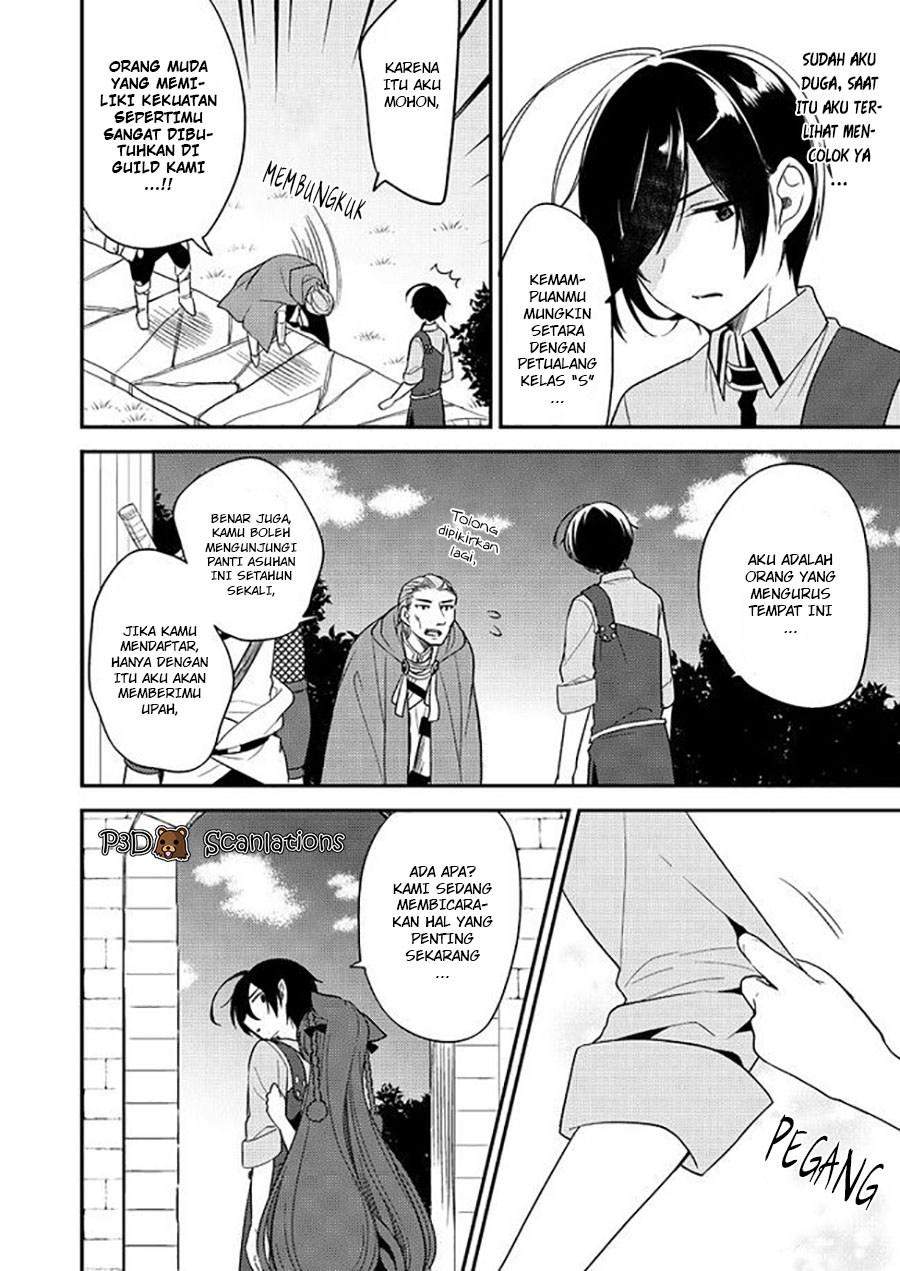 SUDAH AKU
DUGA, SAAT
ITU AKU TER-
LIHAT MEN-
COLOK YA
...
KEMAM-
PUANMU
MUNGKIN
SETARA
DENGAN
PETUALANG
KELAS "S"
...
KARENA
ITU AKU
MOHON,
ORANG MUDA
YANG MEMI-
LIKI KEKUATAN
SEPERTIMU
SANGAT DIBU-
TUHKAN DI
GUILD KAMI
...!!
MEMBUNGKUK
AKU ADALAH
ORANG YANG
MENGURUS
TEMPAT INI
...
Tolong
dipikirkan
lagi,
BENAR JUGA,
KAMU BOLEH
MENGUNJUNGI
PANTI ASUHAN
INI SETAHUN
SEKALI,
JIKA KAMU
MENDAFTAR,
HANYA DENGAN
ITU AKU AKAN
MEMBERIMU
UPAH,
PEGANG
ADA APA?
KAMI SEDANG
MEMBICARA-
KAN HAL YANG
PENTING
SEKARANG
...
P3D Scanlations